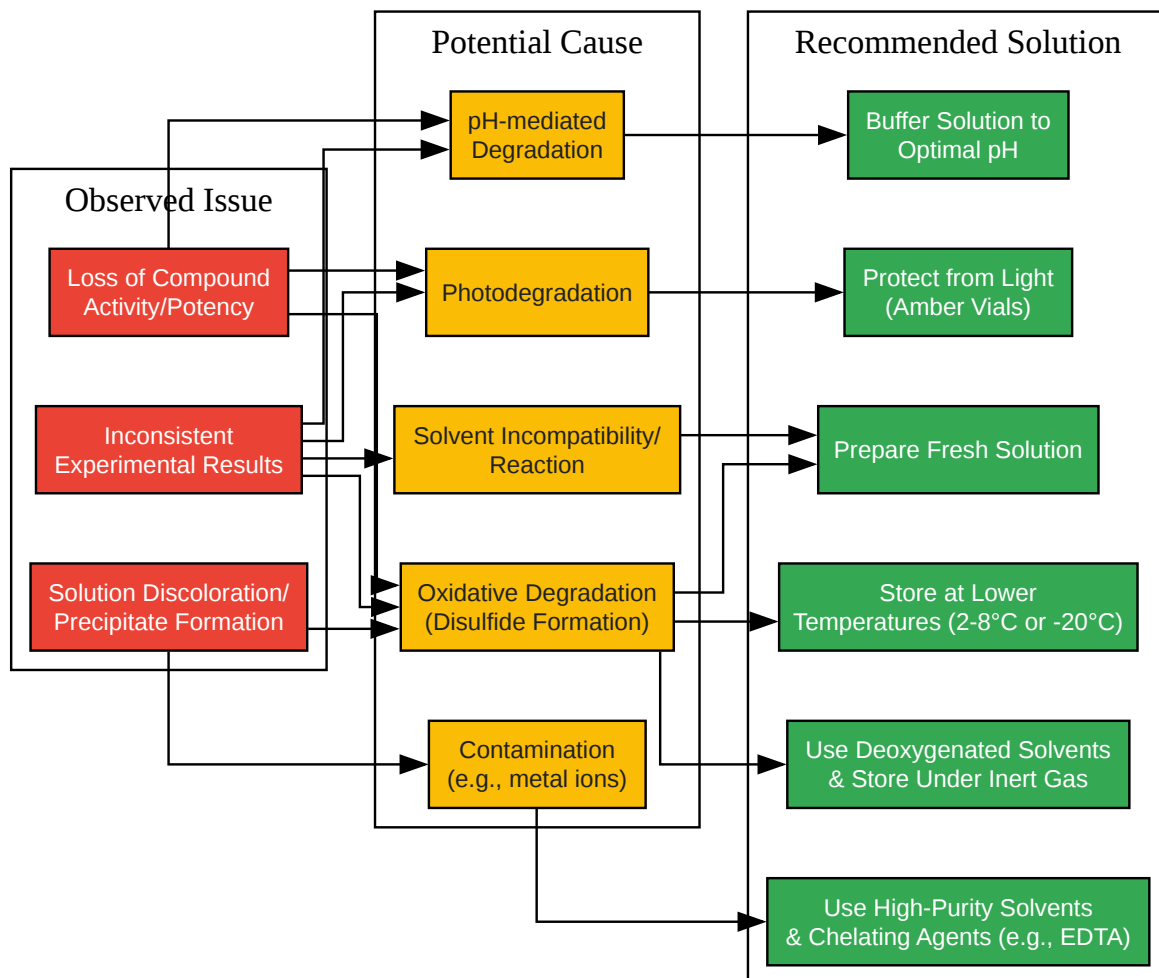 Observed Issue
Loss of Compound
Activity/Potency
Inconsistent
Experimental Results
Solution Discoloration/
Precipitate Formation
Potential Cause
pH-mediated
Degradation
Photodegradation
Solvent Incompatibility/
Reaction
Oxidative Degradation
(Disulfide Formation)
Contamination
(e.g., metal ions)
Recommended Solution
Buffer Solution to
Optimal pH
Protect from Light
(Amber Vials)
Prepare Fresh Solution
Store at Lower
Temperatures (2-8°C or -20°C)
Use Deoxygenated Solvents
& Store Under Inert Gas
Use High-Purity Solvents
& Chelating Agents (e.g., EDTA)